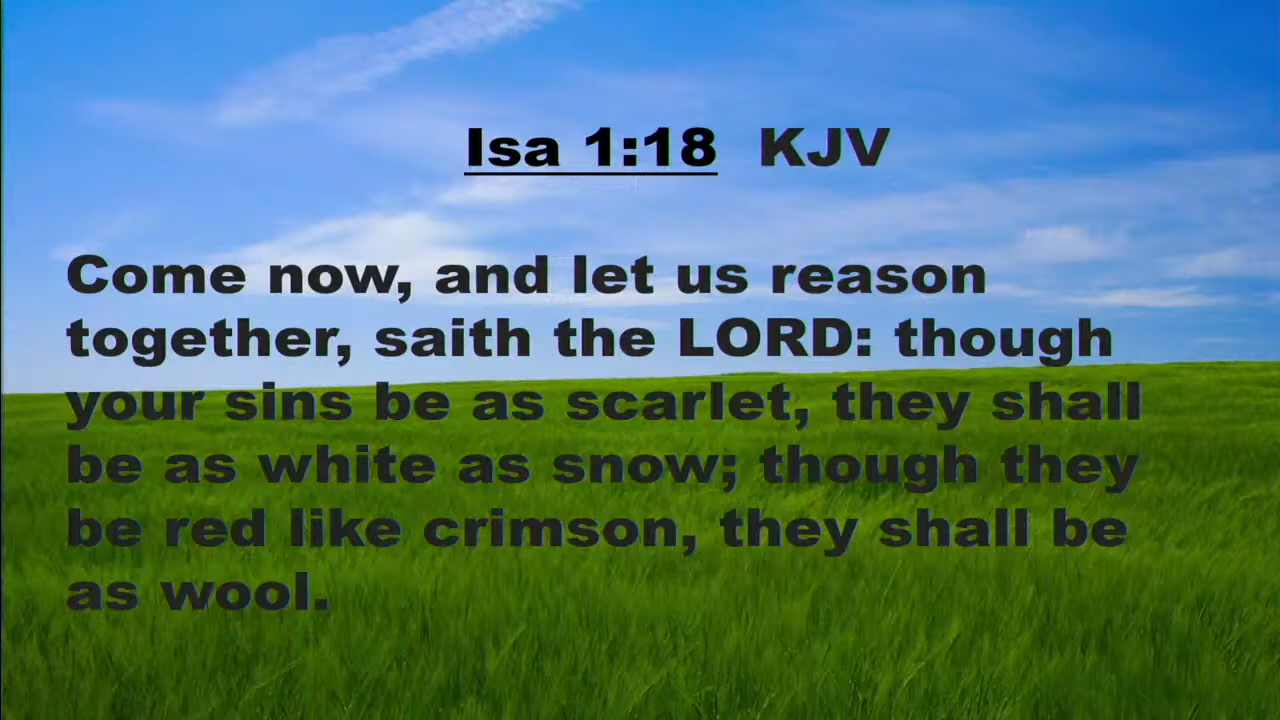 Isa 1:18 KJV
Come now, and let us reason
together, saith the LORD: though
your sins be as scarlet, they shall
be as white as snow; though they
be red like crimson, they shall be
as wool.